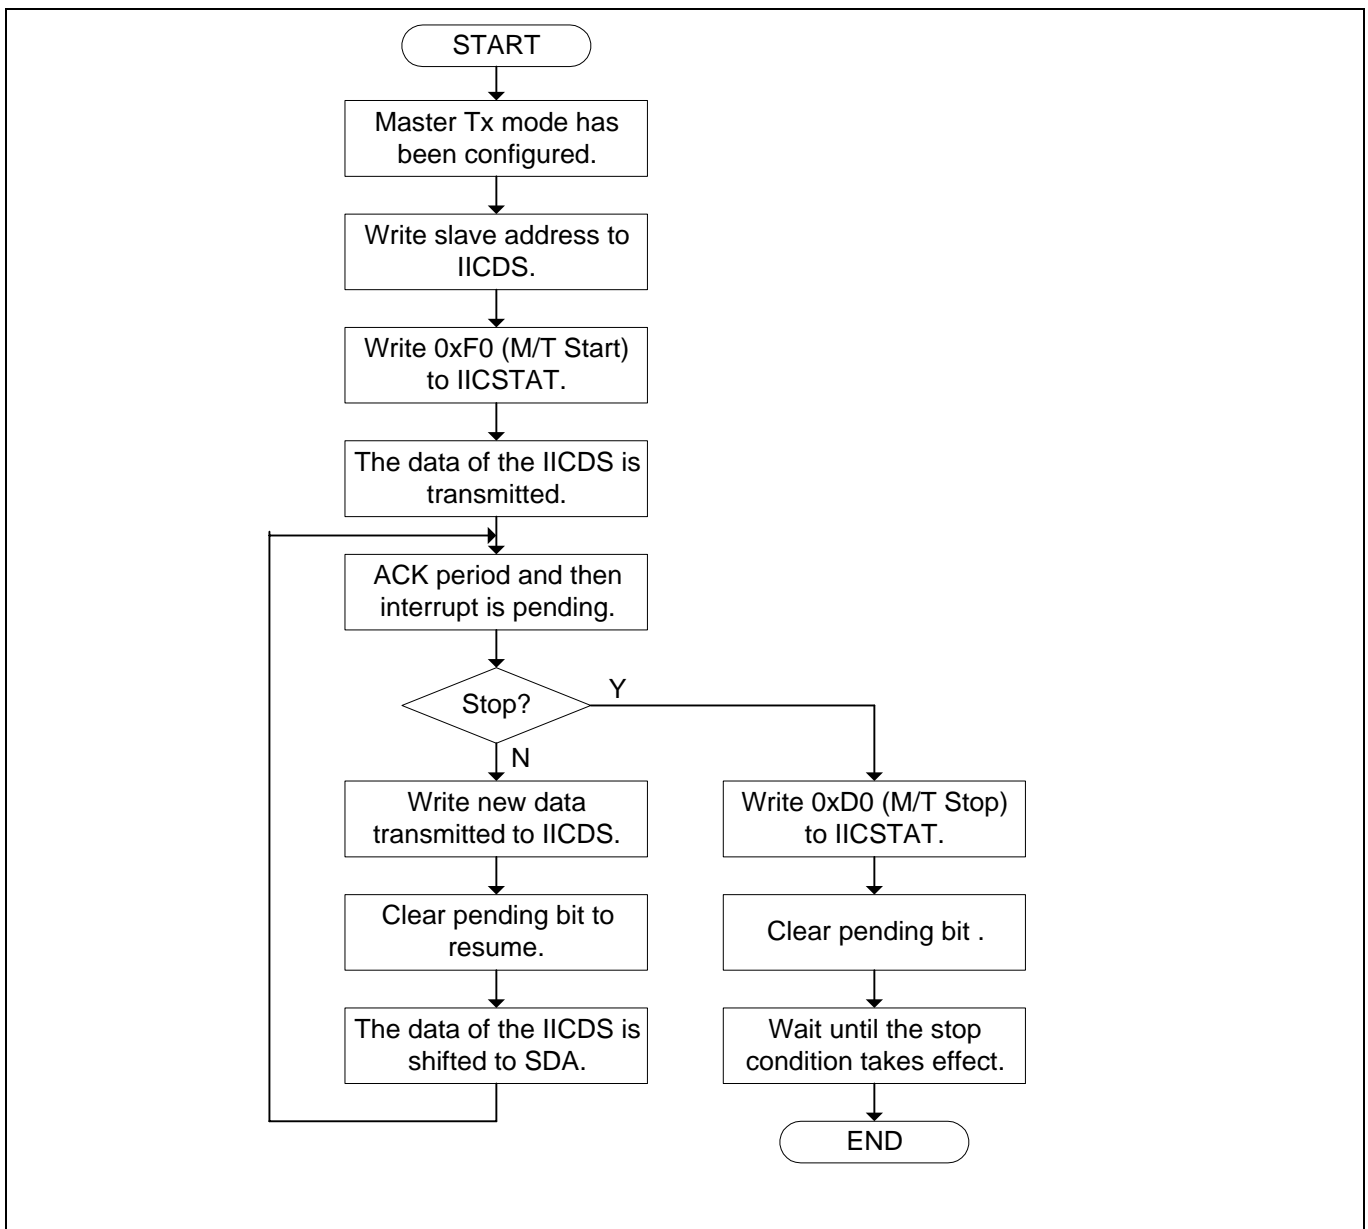 START
Master Tx mode has
been configured.
Write slave address to
IICDS.
Write 0xF0 (M/T Start)
to IICSTAT.
The data of the IICDS is
transmitted.
ACK period and then
interrupt is pending.
Stop?
Y
N
Write new data
transmitted to IICDS.
Clear pending bit to
resume.
The data of the IICDS is
shifted to SDA.
Write 0xD0 (M/T Stop)
to IICSTAT.
Clear pending bit .
Wait until the stop
condition takes effect.
END